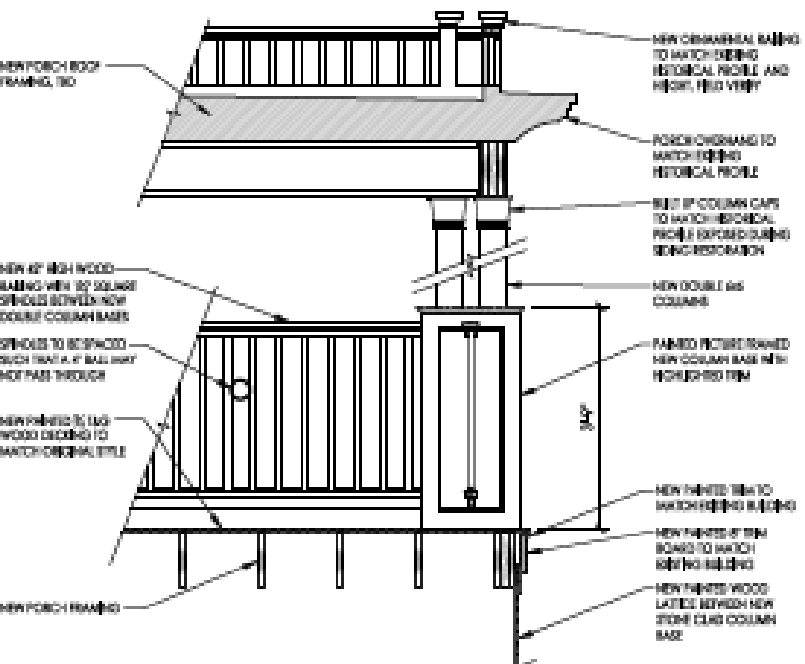 NEW PORCH ROOF
FRAMING, TYP.
NEW 42" HIGH WOOD
RAILING WITH SQUARE
SPINDLES BETWEEN NEW
DOUBLE COLUMN BASES
SPINDLES TO BE SPACED
SUCH THAT A 4" BALL MAY
NOT PASS THROUGH
NEW PAINTED T&G
WOOD DECKING TO
MATCH ORIGINAL STYLE
NEW PORCH FRAMING
NEW ORNAMENTAL RAILING
TO MATCH EXISTING
HISTORICAL PROFILE AND
HEIGHT, FIELD VERIFY
PORCH OVERHANG TO
MATCH EXISTING
HISTORICAL PROFILE
BUILT UP COLUMN CAPS
TO MATCH HISTORICAL
PROFILE EXPOSED DURING
SIDING RESTORATION
NEW DOUBLE 6x6
COLUMNS
PAINTED PICTURE FRAMED
NEW COLUMN BASE WITH
HIGHLIGHTED TRIM
NEW PAINTED TRIM TO
MATCH EXISTING BUILDING
NEW PAINTED 8" TRIM
BOARD TO MATCH
EXISTING BUILDING
NEW PAINTED WOOD
LATTICE BETWEEN NEW
STONE CLAD COLUMN
BASE